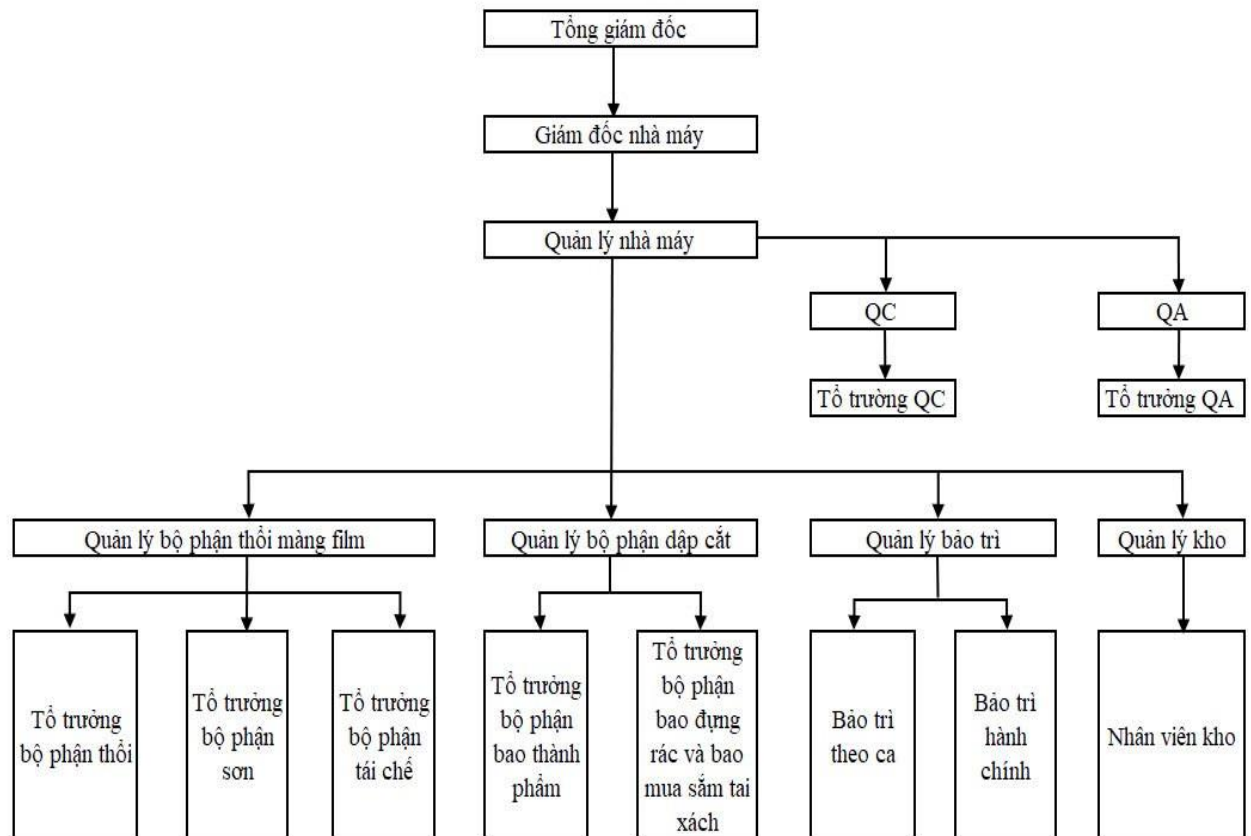 Tổng giám đốc
Giám đốc nhà máy
Quản lý nhà máy
QC
QA
Tổ trưởng QC
Tổ trưởng QA
Quản lý bộ phận thổi màng film
Quản lý bộ phận dập cắt
Quản lý bảo trì
Quản lý kho
Tổ trưởng
bộ phận thổi
Tổ trưởng
bộ phận
sơn
Tổ trưởng
bộ phận
tái chế
Tổ trưởng
bộ phận
bao thành
phẩm
Tổ trưởng
bộ phận
bao đựng
rác và bao
mua sắm tai
xách
Bảo trì
theo ca
Bảo trì
hành
chính
Nhân viên kho